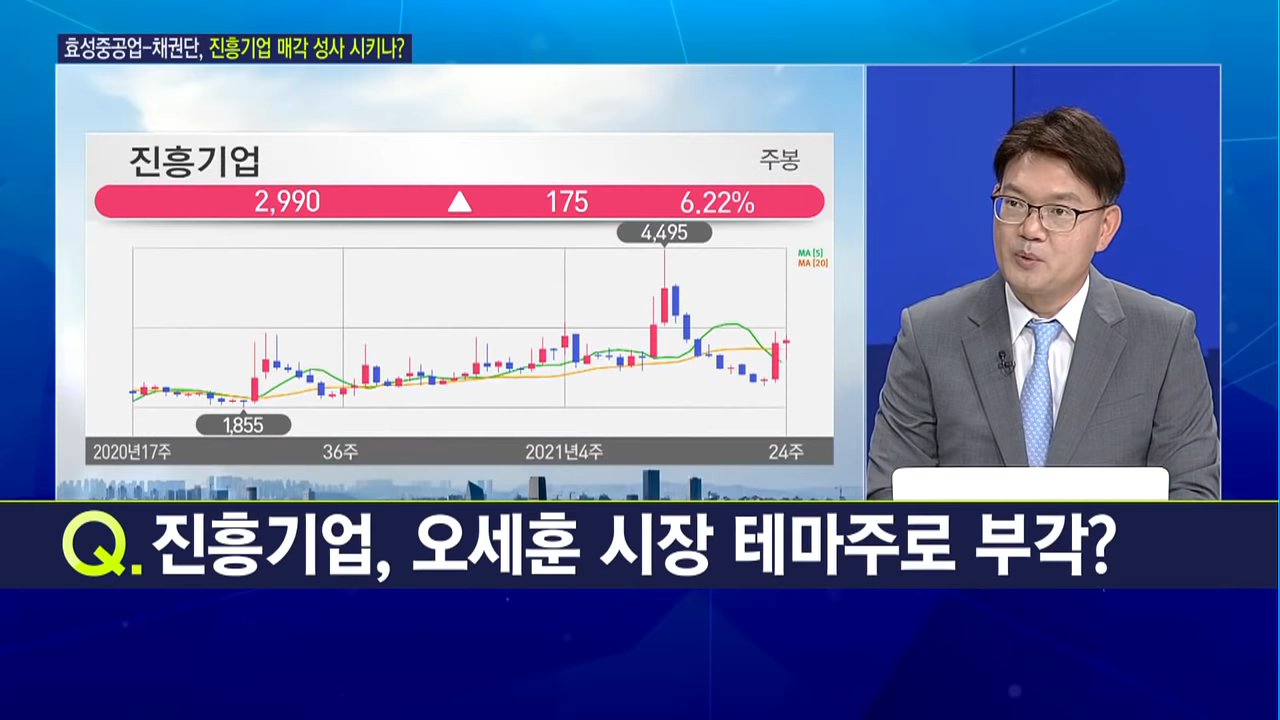 효성중공업-채권단, 진흥기업 매각 성사 시키나?
진흥기업
주봉
2,990 ▲ 175 6.22%
4,495
MA [5]
MA [20]
1,855
2020년17주 36주 2021년4주 24주
Q. 진흥기업, 오세훈 시장 테마주로 부각?